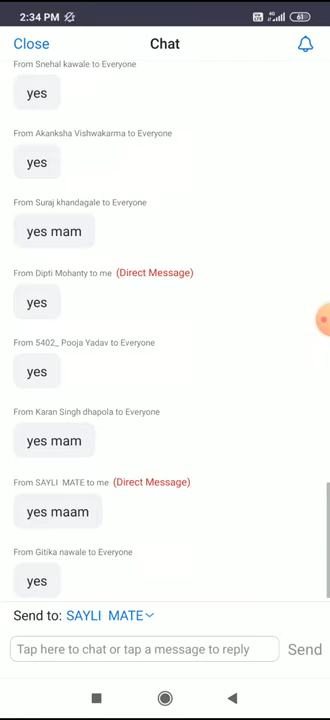 2:34 PM
4G
61
Close
Chat
From Snehal kawale to Everyone
yes
From Akanksha Vishwakarma to Everyone
yes
From Suraj khandagale to Everyone
yes mam
From Dipti Mohanty to me (Direct Message)
yes
From 5402_ Pooja Yadav to Everyone
yes
From Karan Singh dhapola to Everyone
yes mam
From SAYLI MATE to me (Direct Message)
yes maam
From Gitika nawale to Everyone
yes
Send to: SAYLI MATE
Tap here to chat or tap a message to reply
Send